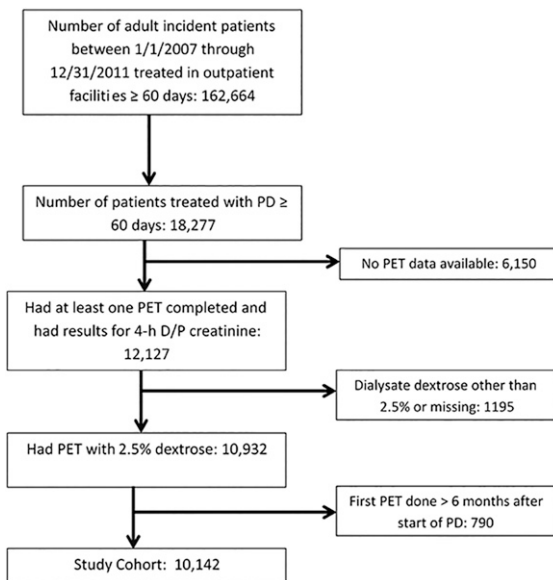 Number of adult incident patients
between 1/1/2007 through
12/31/2011 treated in outpatient
facilities ≥ 60 days: 162,664
Number of patients treated with PD ≥
60 days: 18,277
No PET data available: 6,150
Had at least one PET completed and
had results for 4-h D/P creatinine:
12,127
Dialysate dextrose other than
2.5% or missing: 1195
Had PET with 2.5% dextrose: 10,932
First PET done > 6 months after
start of PD: 790
Study Cohort: 10,142